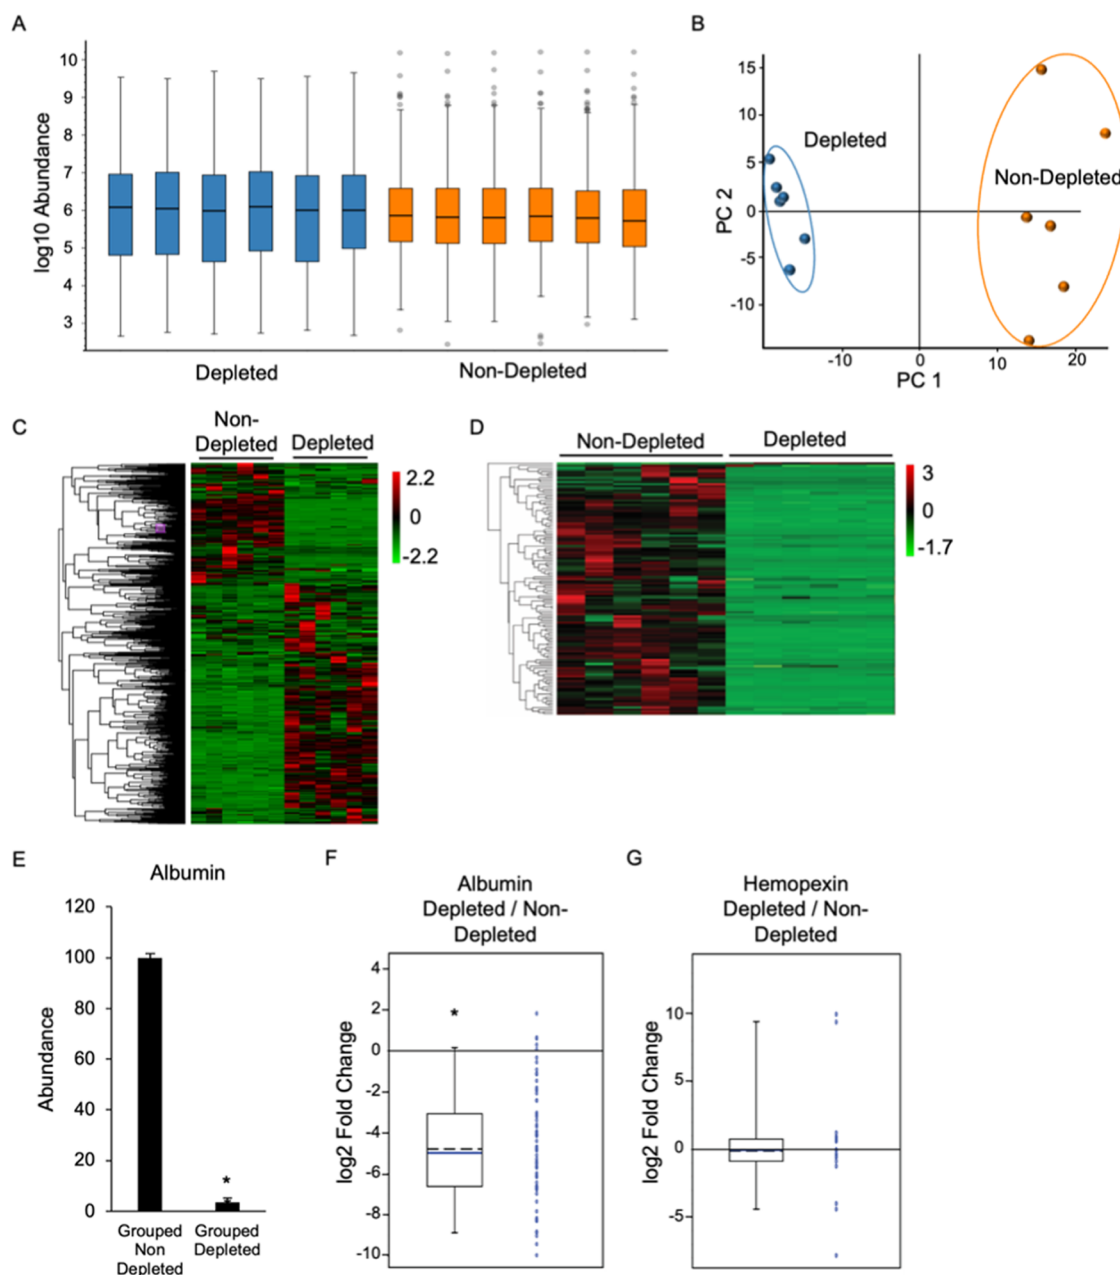 A
10
9
8
7
6
5
4
3
log10 Abundance
Depleted
Non-Depleted
B
15
10
5
0
-5
-10
PC 2
Depleted
Non-Depleted
-10
0
10
20
PC 1
C
Non-
Depleted
Depleted
2.2
0
-2.2
D
Non-Depleted
Depleted
3
0
-1.7
E
Albumin
120
100
80
60
40
20
0
Abundance
*
Grouped
Non
Depleted
Grouped
Depleted
F
Albumin
Depleted / Non-
Depleted
4
2
0
-2
-4
-6
-8
-10
log2 Fold Change
*
G
Hemopexin
Depleted / Non-
Depleted
10
5
0
-5
log2 Fold Change